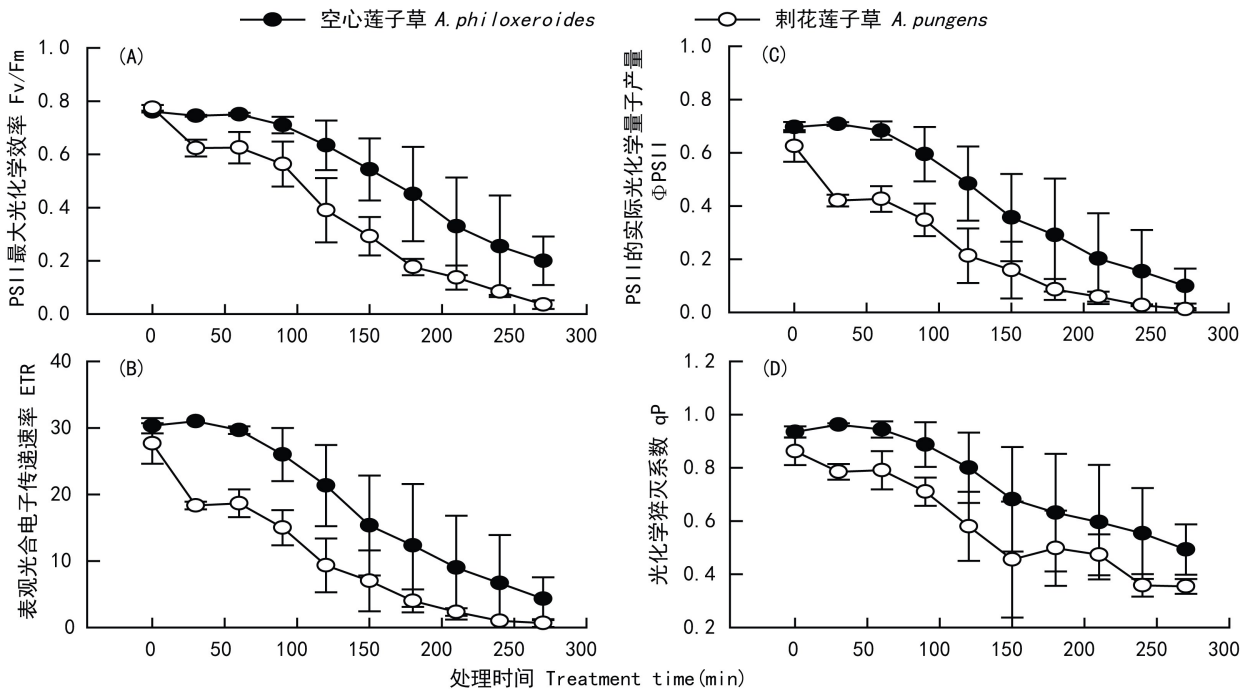 空心莲子草 A.philoxeroides
刺花莲子草 A.pungens
(A)
PSII最大光化学效率 Fv/Fm
1.0
0.8
0.6
0.4
0.2
0.0
0 50 100 150 200 250 300
(C)
PSII的实际光化学量子产量
ΦPSII
1.0
0.8
0.6
0.4
0.2
0.0
0 50 100 150 200 250 300
(B)
表观光合电子传递速率 ETR
40
30
20
10
0
0 50 100 150 200 250 300
(D)
光化学猝灭系数 qP
1.2
1.0
0.8
0.6
0.4
0.2
0 50 100 150 200 250 300
处理时间 Treatment time(min)